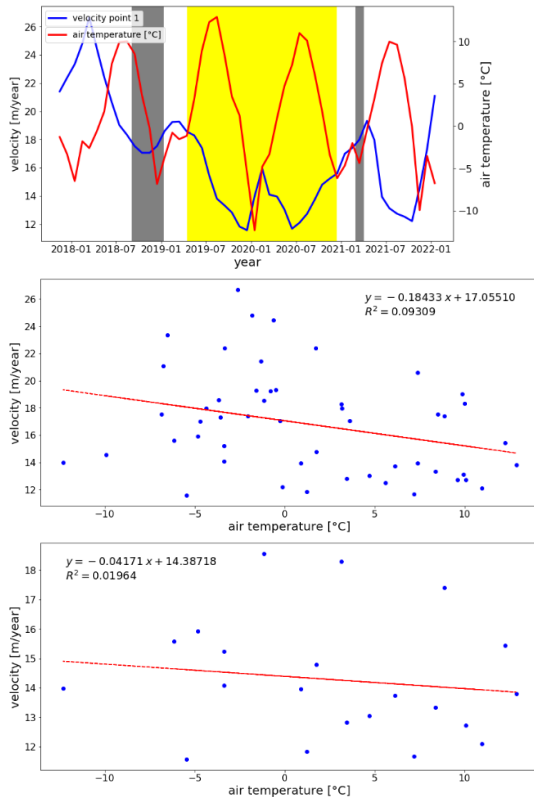 velocity point 1
air temperature [°C]
26
24
22
20
18
16
14
12
velocity [m/year]
10
5
0
−5
−10
air temperature [°C]
2018-01 2018-07 2019-01 2019-07 2020-01 2020-07 2021-01 2021-07 2022-01
year
y = −0.18433 x + 17.05510
R² = 0.09309
26
24
22
20
18
16
14
12
velocity [m/year]
−10 −5 0 5 10
air temperature [°C]
y = −0.04171 x + 14.38718
R² = 0.01964
18
17
16
15
14
13
12
velocity [m/year]
−10 −5 0 5 10
air temperature [°C]